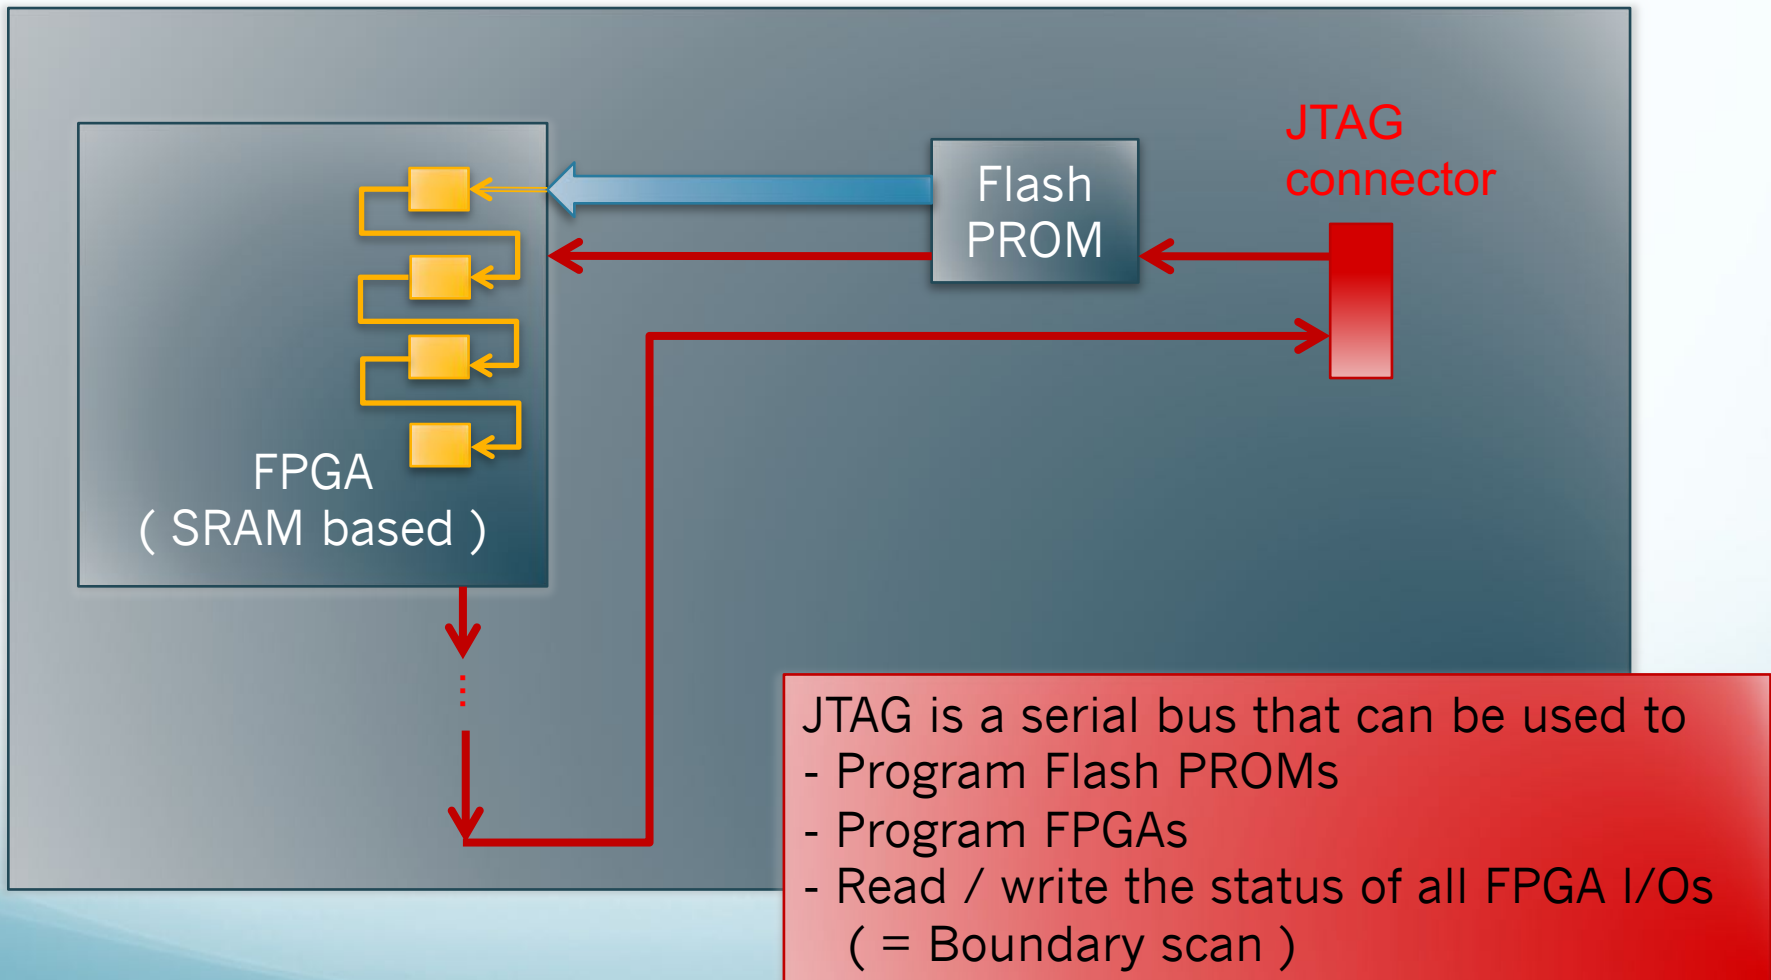 JTAG
connector
Flash
PROM
FPGA
( SRAM based )
...
JTAG is a serial bus that can be used to
- Program Flash PROMs
- Program FPGAs
- Read / write the status of all FPGA I/Os
( = Boundary scan )